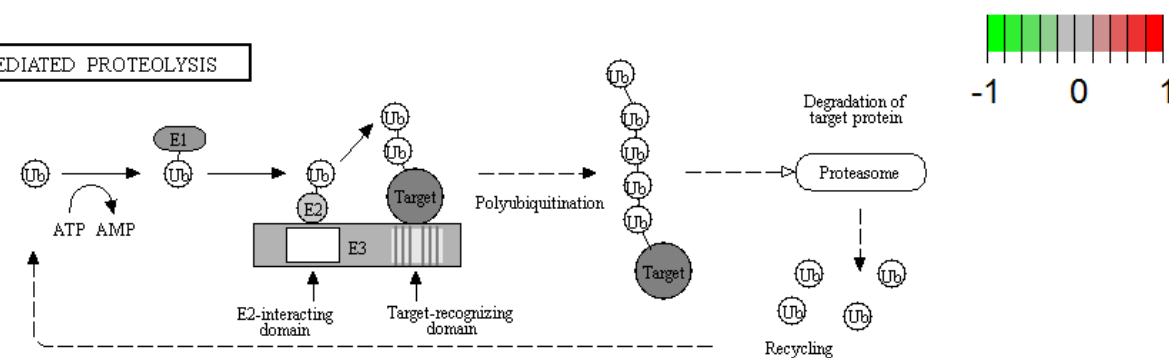 EDIATED PROTEOLYSIS
-1 0 1
Degradation of
target protein
Ub
Ub
Ub
E1
Ub
Ub
Ub
Ub
Ub
Ub
Ub
Ub
Proteasome
Target
Polyubiquitination
E2
ATP AMP
E3
Target
Ub
Ub
Ub
Ub
E2-interacting
domain
Target-recognizing
domain
Recycling